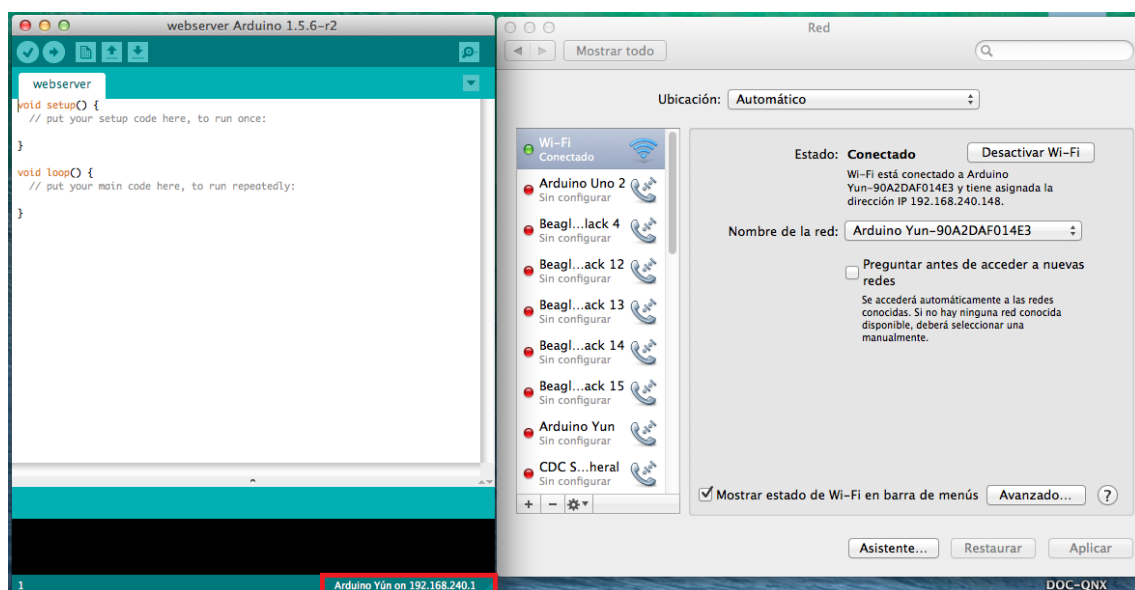 webserver Arduino 1.5.6-r2
webserver
void setup() {
// put your setup code here, to run once:
}
void loop() {
// put your main code here, to run repeatedly:
}
1
Arduino Yún on 192.168.240.1
Red
Mostrar todo
Ubicación: Automático
Wi-Fi
Conectado
Arduino Uno 2
Sin configurar
Beagl...lack 4
Sin configurar
Beagl...ack 12
Sin configurar
Beagl...ack 13
Sin configurar
Beagl...ack 14
Sin configurar
Beagl...ack 15
Sin configurar
Arduino Yun
Sin configurar
CDC S...heral
Sin configurar
Estado: Conectado
Desactivar Wi-Fi
Wi-Fi está conectado a Arduino
Yun-90A2DAF014E3 y tiene asignada la
dirección IP 192.168.240.148.
Nombre de la red: Arduino Yun-90A2DAF014E3
Preguntar antes de acceder a nuevas
redes
Se accederá automáticamente a las redes
conocidas. Si no hay ninguna red conocida
disponible, deberá seleccionar una
manualmente.
Mostrar estado de Wi-Fi en barra de menús
Avanzado...
?
Asistente...
Restaurar
Aplicar
DOC-QNX